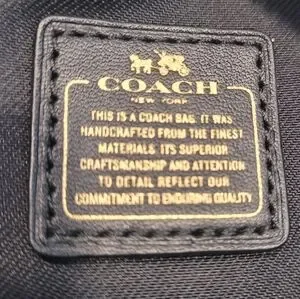 COACH
NEW YORK
THIS IS A COACH BAG. IT WAS
HANDCRAFTED FROM THE FINEST
MATERIALS. ITS SUPERIOR
CRAFTSMANSHIP AND ATTENTION
TO DETAIL REFLECT OUR
COMMITMENT TO ENDURING QUALITY